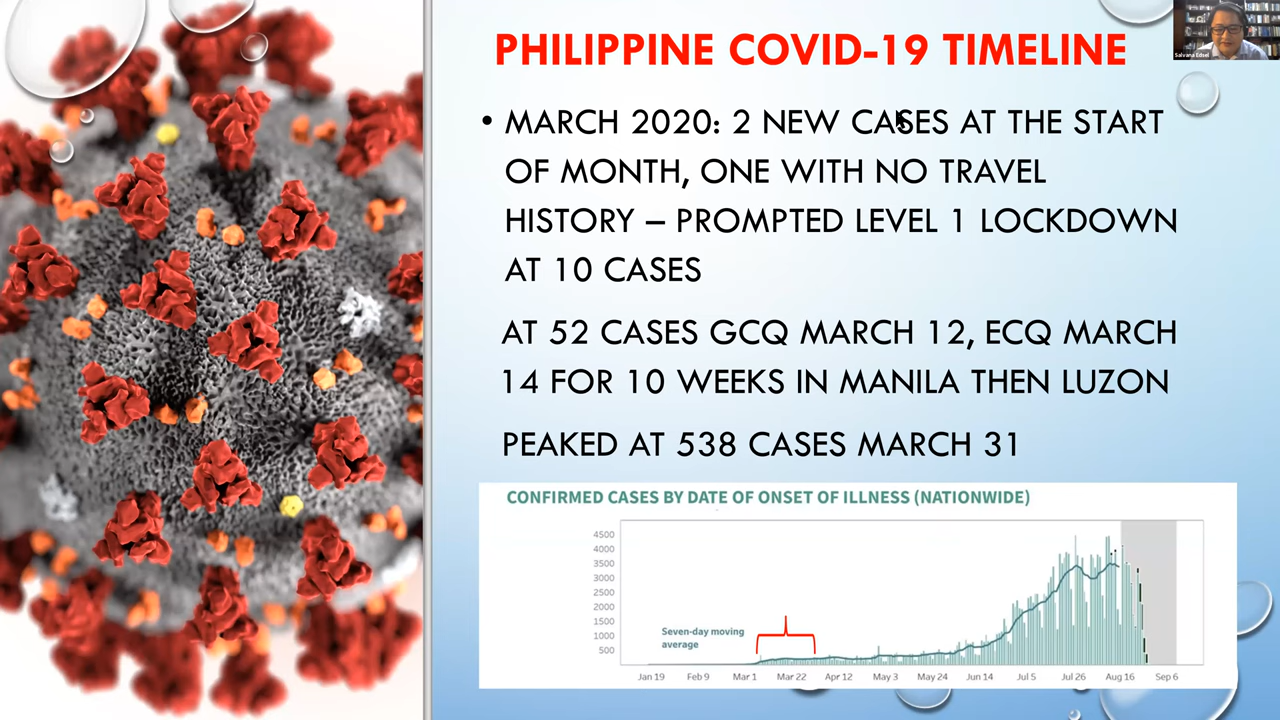 PHILIPPINE COVID-19 TIMELINE
Salvana Edsel
• MARCH 2020: 2 NEW CASES AT THE START
OF MONTH, ONE WITH NO TRAVEL
HISTORY – PROMPTED LEVEL 1 LOCKDOWN
AT 10 CASES
AT 52 CASES GCQ MARCH 12, ECQ MARCH
14 FOR 10 WEEKS IN MANILA THEN LUZON
PEAKED AT 538 CASES MARCH 31
CONFIRMED CASES BY DATE OF ONSET OF ILLNESS (NATIONWIDE)
4500
4000
3500
3000
2500
2000
1500
1000
500
Seven-day moving
average
Jan 19 Feb 9 Mar 1 Mar 22 Apr 12 May 3 May 24 Jun 14 Jul 5 Jul 26 Aug 16 Sep 6